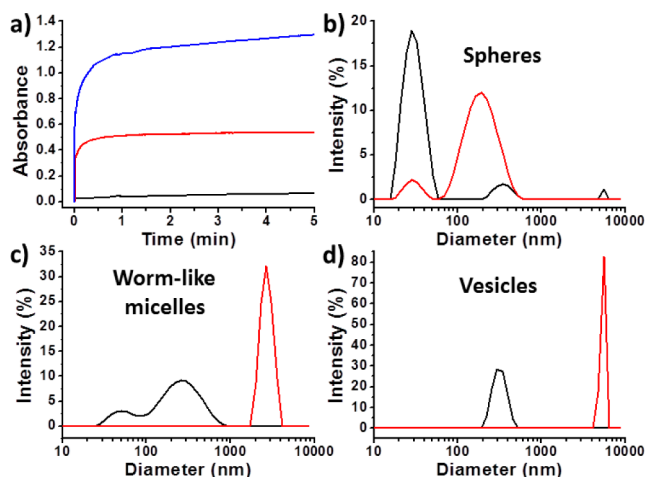 a)
1.4
1.2
1.0
0.8
0.6
0.4
0.2
0.0
Absorbance
0 1 2 3 4 5
Time (min)
b)
Spheres
20
15
10
5
0
Intensity (%)
10 100 1000 10000
Diameter (nm)
c)
Worm-like
micelles
35
30
25
20
15
10
5
0
Intensity (%)
10 100 1000 10000
Diameter (nm)
d)
Vesicles
80
70
60
50
40
30
20
10
0
Intensity (%)
10 100 1000 10000
Diameter (nm)